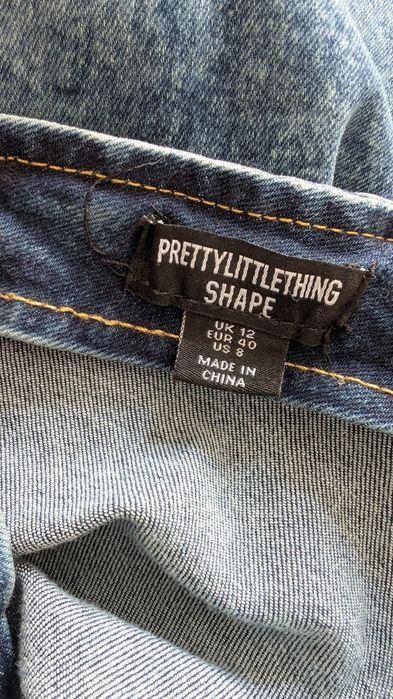 PRETTYLITTLETHING
SHAPE
UK 12
EUR 40
US 8
MADE IN
CHINA